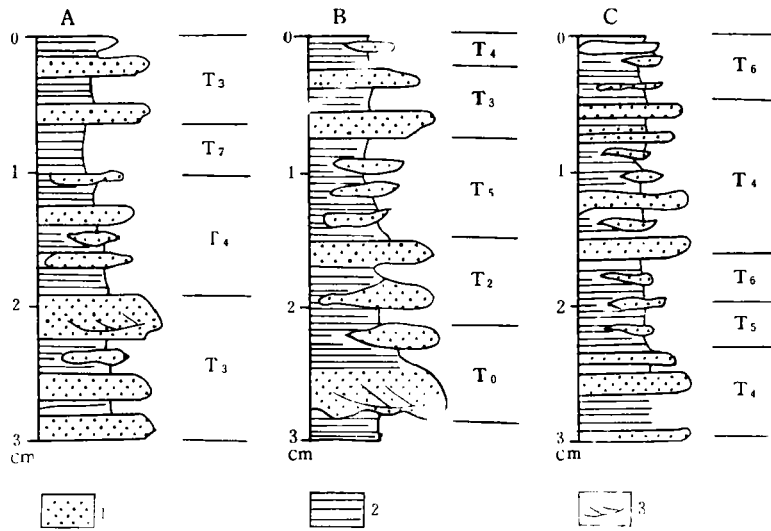 A B C
0 0 0
T₄
T₆
T₃
T₃
T₇
1 1 1
T₄
T₅
Γ₄
T₂
T₆
2 2 2
T₅
T₃
T₀
T₄
3 3 3
cm cm cm
1 2 3